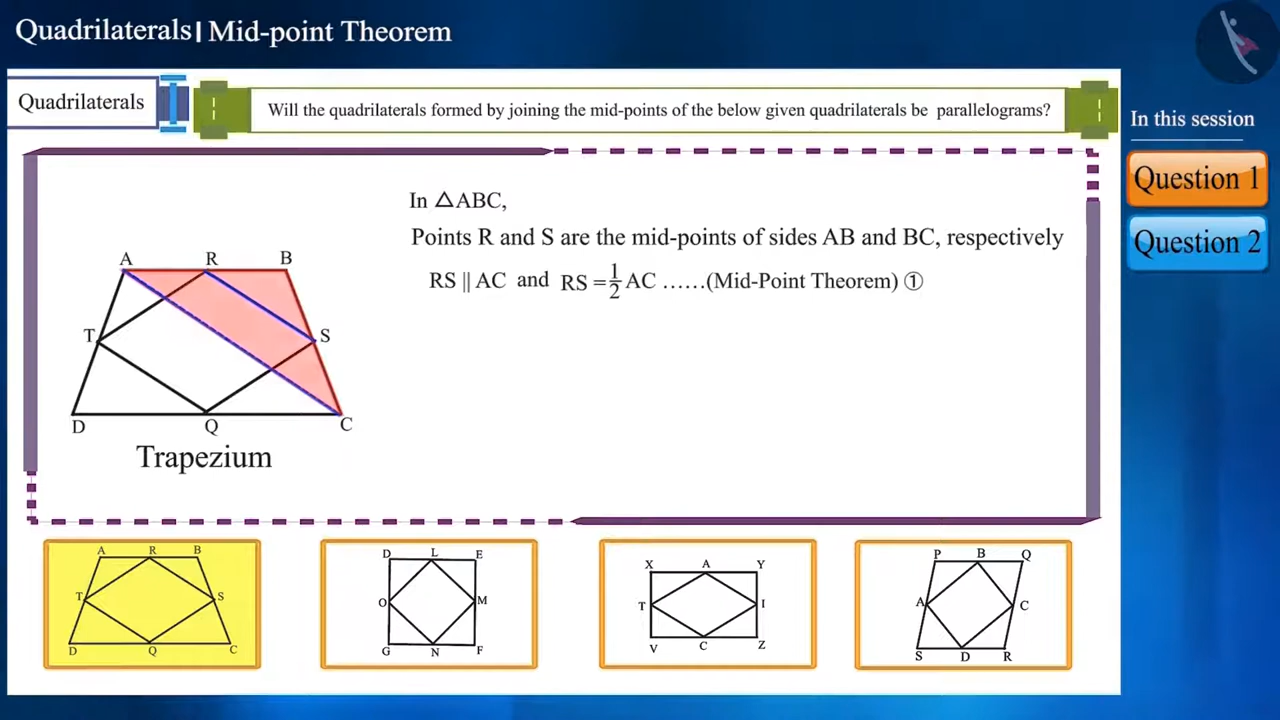 Quadrilaterals | Mid-point Theorem
Quadrilaterals
Will the quadrilaterals formed by joining the mid-points of the below given quadrilaterals be parallelograms?
In this session
Question 1
Question 2
In △ABC,
Points R and S are the mid-points of sides AB and BC, respectively
RS || AC and RS = 1/2 AC ......(Mid-Point Theorem) ①
A R B
T S
D Q C
Trapezium
A R B
T S
D Q C
D L E
O M
G N F
X A Y
T I
V C Z
P B Q
A C
S D R